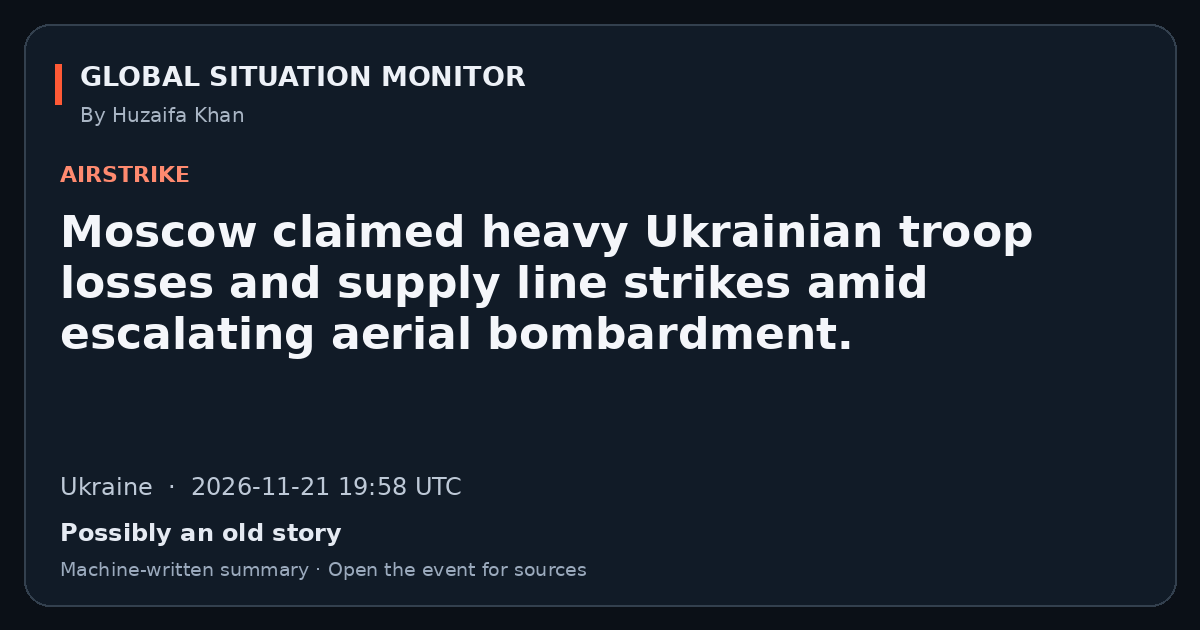 GLOBAL SITUATION MONITOR
By Huzaifa Khan
AIRSTRIKE
Moscow claimed heavy Ukrainian troop
losses and supply line strikes amid
escalating aerial bombardment.
Ukraine · 2026-11-21 19:58 UTC
Possibly an old story
Machine-written summary · Open the event for sources